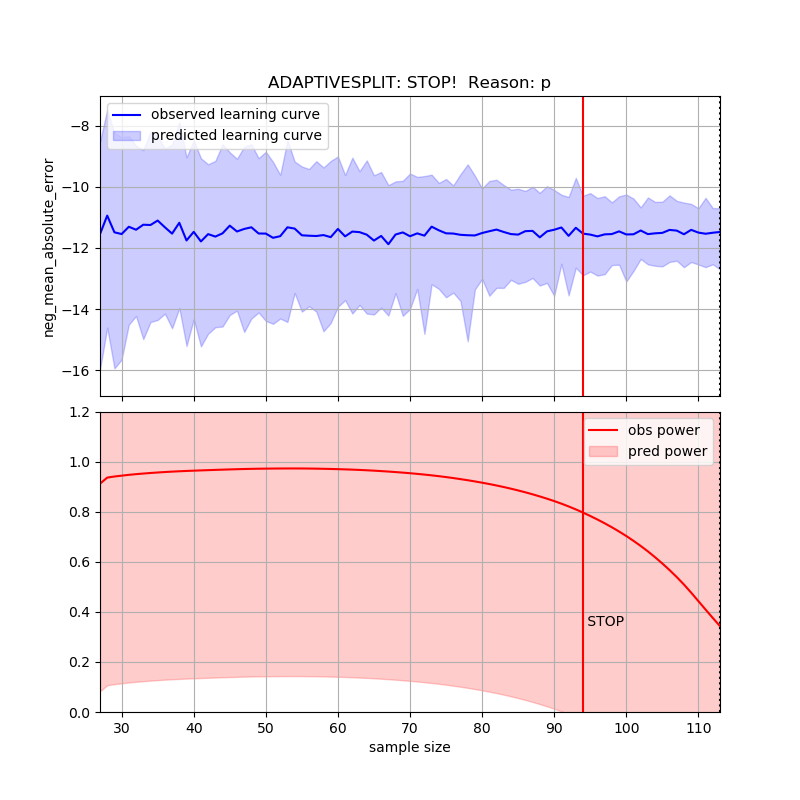 ADAPTIVESPLIT: STOP!  Reason: p
observed learning curve
predicted learning curve
neg_mean_absolute_error
−8
−10
−12
−14
−16
1.2
1.0
0.8
0.6
0.4
0.2
0.0
obs power
pred power
STOP
30 40 50 60 70 80 90 100 110
sample size